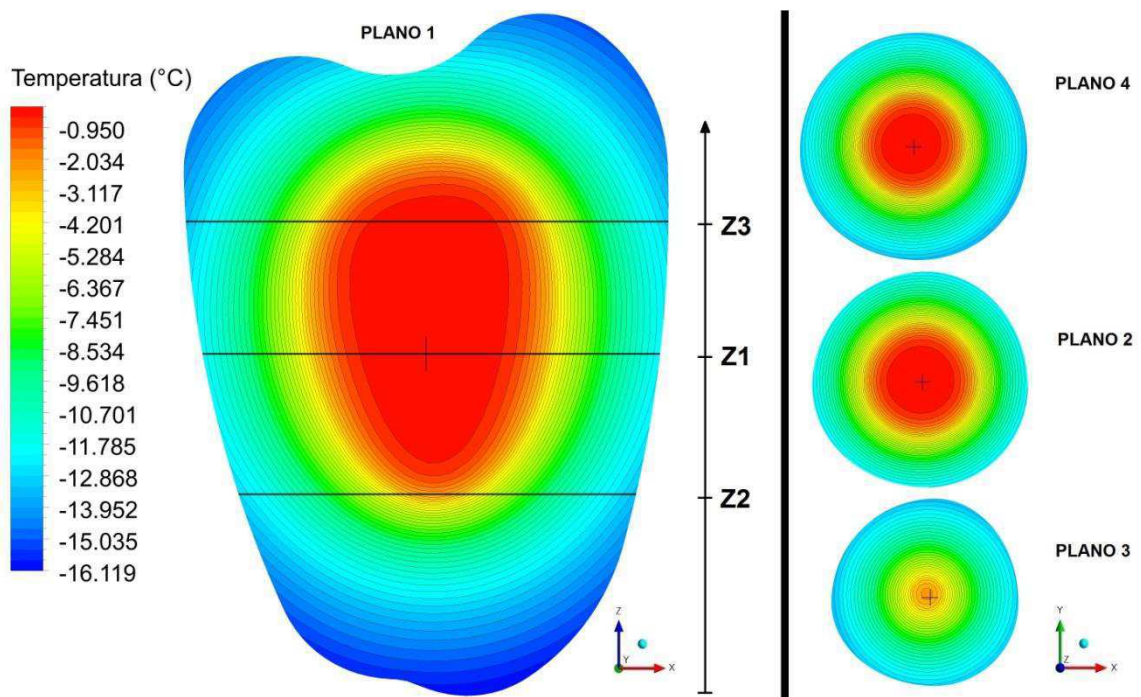 PLANO 1
Temperatura (°C)
-0.950
-2.034
-3.117
-4.201
-5.284
-6.367
-7.451
-8.534
-9.618
-10.701
-11.785
-12.868
-13.952
-15.035
-16.119
Z3
Z1
Z2
Z
Y
X
PLANO 4
PLANO 2
PLANO 3
Y
Z
X